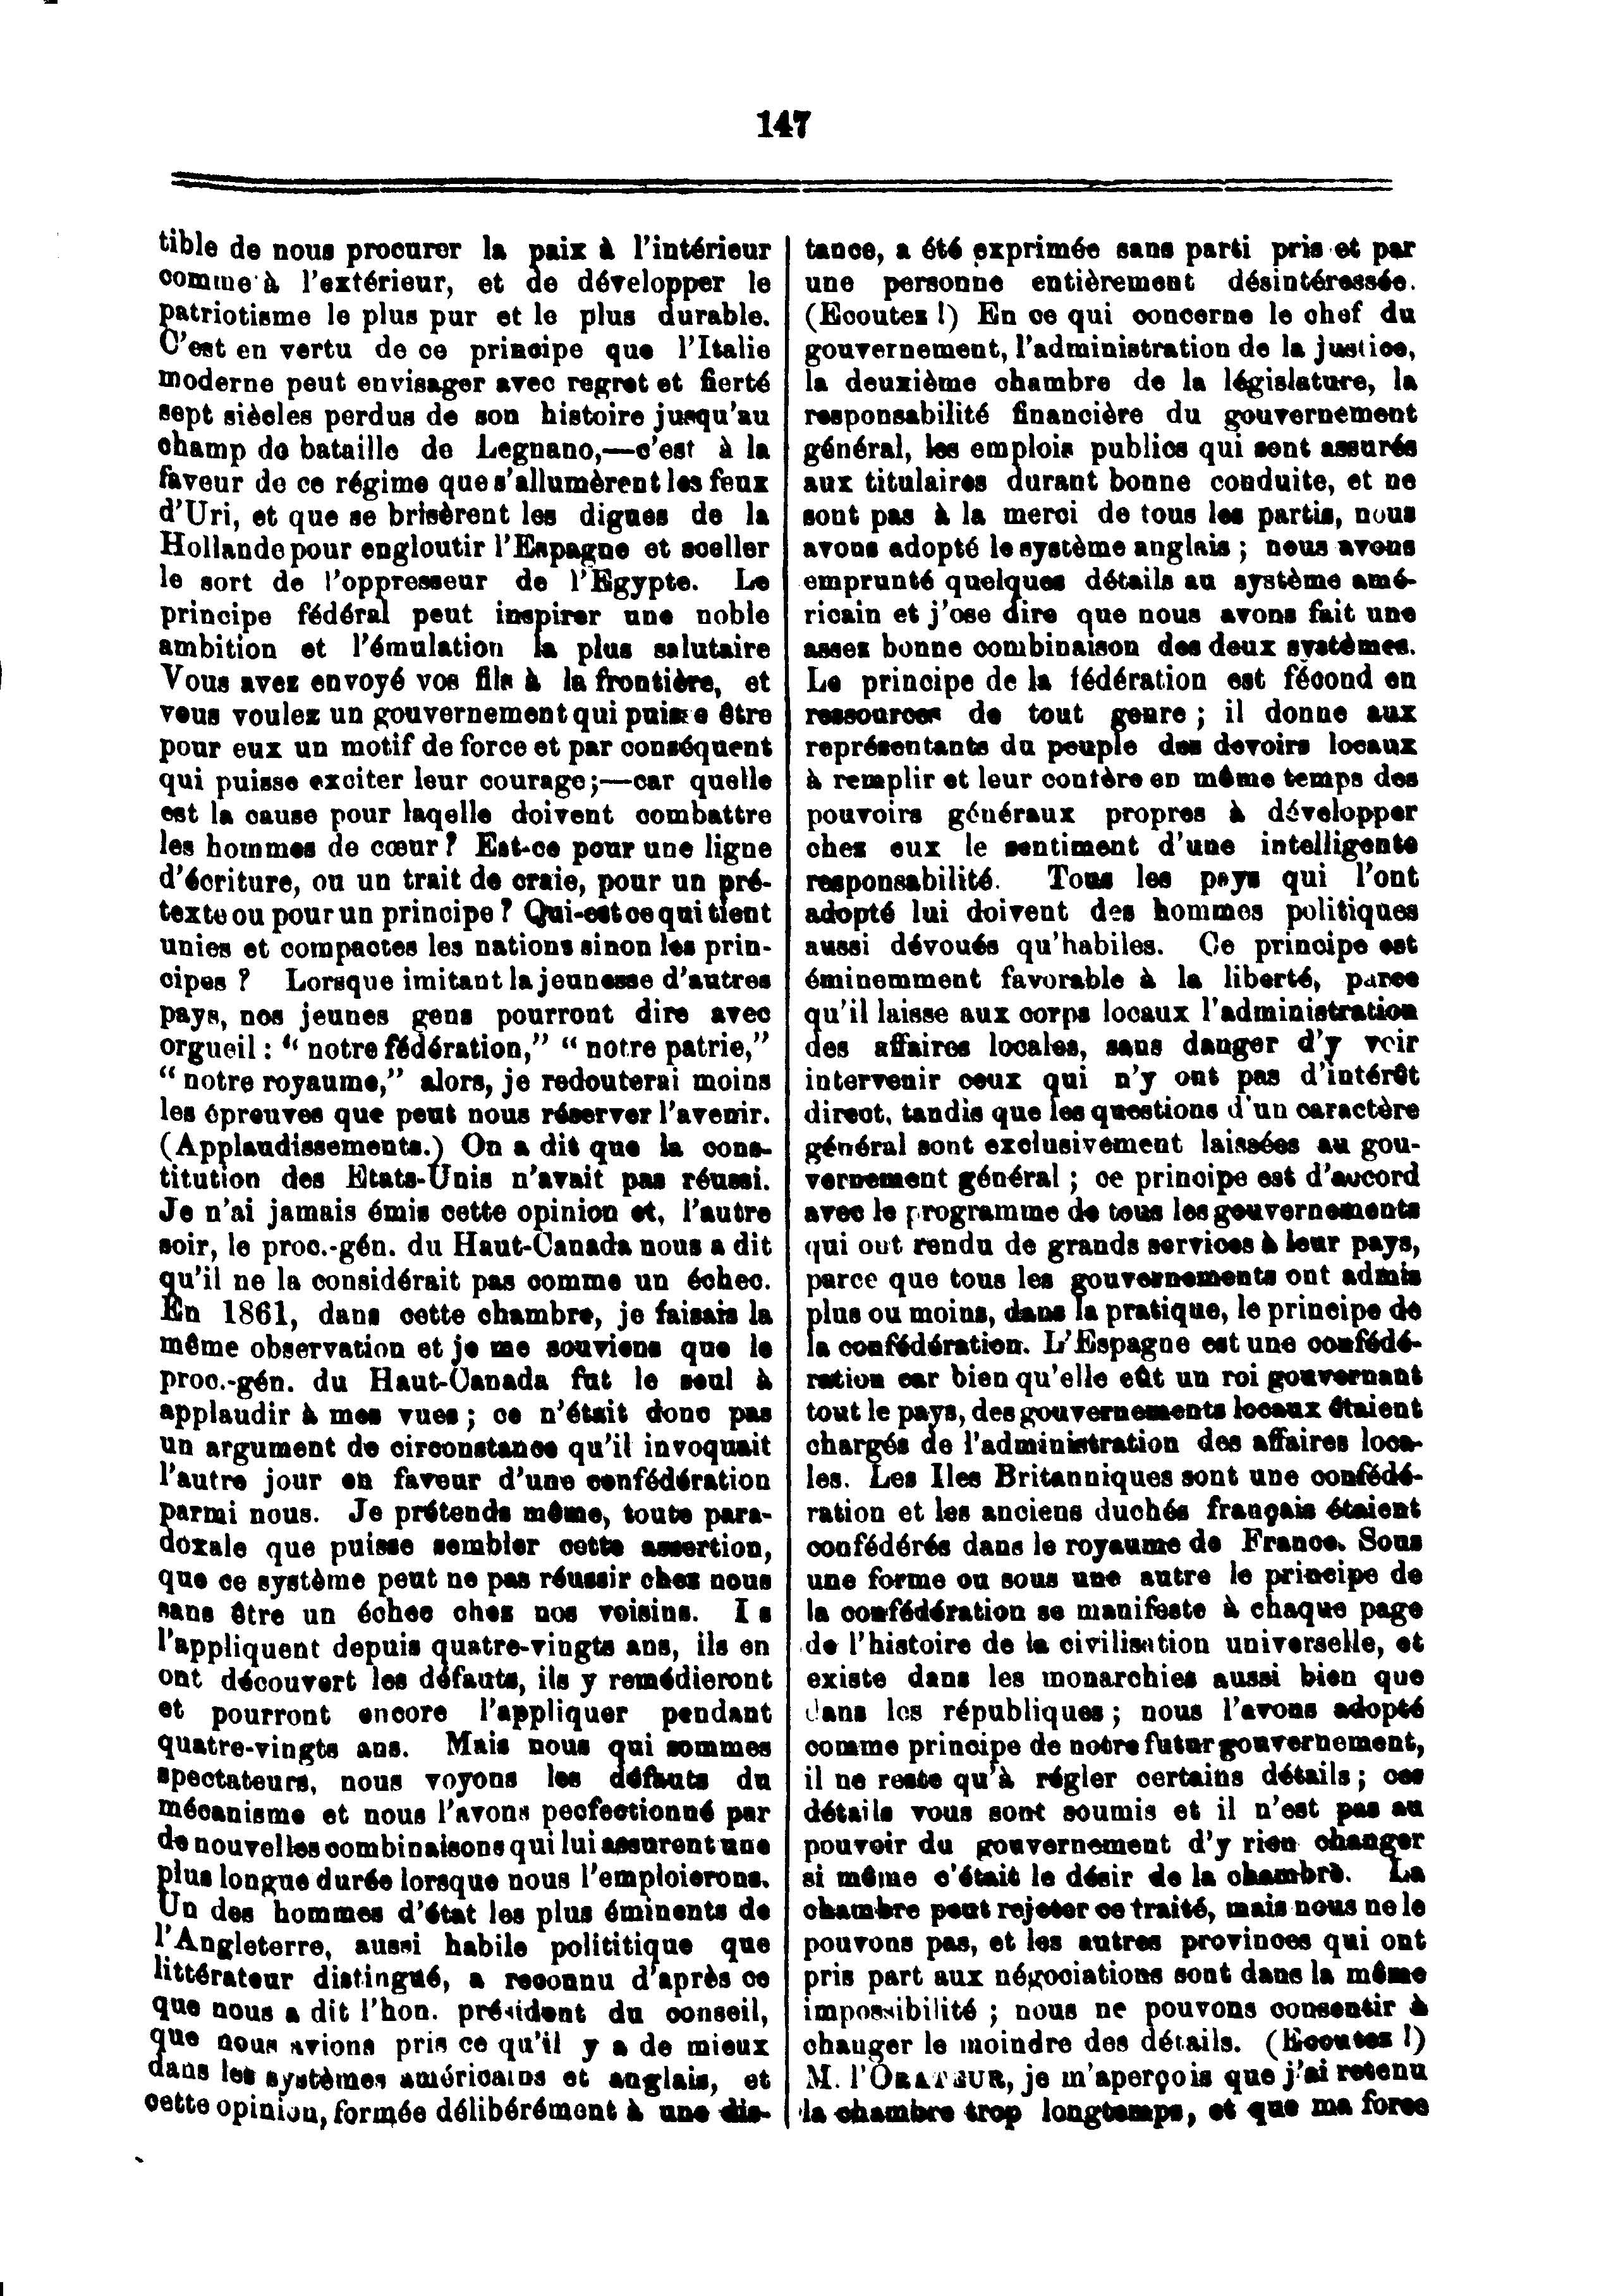 147
tible de nous procurer la paix à l'intérieur
comme à l'extérieur, et de développer le
patriotisme le plus pur et le plus durable.
C'est en vertu de ce principe que l'Italie
moderne peut envisager avec regret et fierté
sept siècles perdus de son histoire jusqu'au
champ de bataille de Legnano,—c'est à la
faveur de ce régime que s'allumèrent les feux
d'Uri, et que se brisèrent les digues de la
Hollande pour engloutir l'Espagne et sceller
le sort de l'oppresseur de l'Egypte. Le
principe fédéral peut inspirer une noble
ambition et l'émulation la plus salutaire
Vous avez envoyé vos fils à la frontière, et
vous voulez un gouvernement qui puisse être
pour eux un motif de force et par conséquent
qui puisse exciter leur courage;—car quelle
est la cause pour laqelle doivent combattre
les hommes de cœur? Est-ce pour une ligne
d'écriture, ou un trait de craie, pour un pré-
texte ou pour un principe? Qui-est ce qui tient
unies et compactes les nations sinon les prin-
cipes? Lorsque imitant la jeunesse d'autres
pays, nos jeunes gens pourront dire avec
orgueil: “ notre fédération,” “ notre patrie,”
“ notre royaume,” alors, je redouterai moins
les épreuves que peut nous réserver l'avenir.
(Applaudissements.) On a dit que la cons-
titution des Etats-Unis n'avait pas réussi.
Je n'ai jamais émis cette opinion et, l'autre
soir, le proc.-gén. du Haut-Canada nous a dit
qu'il ne la considérait pas comme un échec.
En 1861, dans cette chambre, je faisais la
même observation et je me souviens que le
proc.-gén. du Haut-Canada fut le seul à
applaudir à mes vues; ce n'était donc pas
un argument de circonstance qu'il invoquait
l'autre jour en faveur d'une confédération
parmi nous. Je prétends même, toute para-
doxale que puisse sembler cette assertion,
que ce système peut ne pas réussir chez nous
sans être un échec chez nos voisins. I s
l'appliquent depuis quatre-vingts ans, ils en
ont découvert les défauts, ils y remédieront
et pourront encore l'appliquer pendant
quatre-vingts ans. Mais nous qui sommes
spectateurs, nous voyons les défauts du
mécanisme et nous l'avons pecfectionné par
de nouvelles combinaisons qui lui assurent une
plus longue durée lorsque nous l'emploierons.
Un des hommes d'état les plus éminents de
l'Angleterre, aussi habile polititique que
littérateur distingué, a reconnu d'après ce
que nous a dit l'hon. président du conseil,
que nous avions pris ce qu'il y a de mieux
dans les systèmes américains et anglais, et
cette opinion, formée délibérément à une dis-
tance, a été exprimée sans parti pris et par
une personne entièrement désintéressée.
(Ecoutez!) En ce qui concerne le chef du
gouvernement, l'administration de la justice,
la deuxième chambre de la législature, la
responsabilité financière du gouvernement
général, les emplois publics qui sont assurés
aux titulaires durant bonne conduite, et ne
sont pas à la merci de tous les partis, nous
avons adopté le système anglais; nous avons
emprunté quelques détails au système amé-
ricain et j'ose dire que nous avons fait une
assez bonne combinaison des deux systèmes.
Le principe de la fédération est fécond en
ressources de tout genre; il donne aux
représentants du peuple des devoirs locaux
à remplir et leur confère en même temps des
pouvoirs généraux propres à développer
chez eux le sentiment d'une intelligente
responsabilité. Tous les pays qui l'ont
adopté lui doivent des hommes politiques
aussi dévoués qu'habiles. Ce principe est
éminemment favorable à la liberté, parce
qu'il laisse aux corps locaux l'administration
des affaires locales, sans danger d'y voir
intervenir ceux qui n'y ont pas d'intérêt
direct, tandis que les questions d'un caractère
général sont exclusivement laissées au gou-
vernement général; ce principe est d'accord
avec le programme de tous les gouvernements
qui ont rendu de grands services à leur pays,
parce que tous les gouvernements ont admis
plus ou moins, dans la pratique, le principe de
la confédération. L'Espagne est une confédé-
ration car bien qu'elle eût un roi gouvernant
tout le pays, des gouvernements locaux étaient
chargés de l'administration des affaires loca-
les. Les Iles Britanniques sont une confédé-
ration et les anciens duchés français étaient
confédérés dans le royaume de France. Sous
une forme ou sous une autre le principe de
la confédération se manifeste à chaque page
de l'histoire de la civilisation universelle, et
existe dans les monarchies aussi bien que
dans les républiques; nous l'avons adopté
comme principe de notre futur gouvernement,
il ne reste qu'à régler certains détails; ces
détails vous sont soumis et il n'est pas au
pouvoir du gouvernement d'y rien changer
si même c'était le désir de la chambre. La
chambre peut rejeter ce traité, mais nous ne le
pouvons pas, et les autres provinces qui ont
pris part aux négociations sont dans la même
impossibilité; nous ne pouvons consentir à
changer le moindre des détails. (Ecoutez!)
M. l'ORATEUR, je m'aperçois que j'ai retenu
la chambre trop longtemps, et que ma force